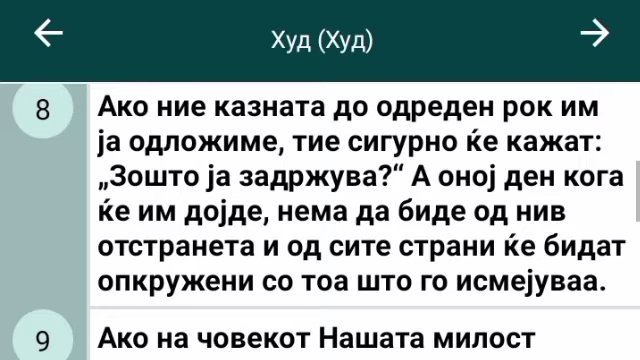 Худ (Худ)
8
Ако ние казната до одреден рок им
ја одложиме, тие сигурно ќе кажат:
„Зошто ја задржува?“ А оној ден кога
ќе им дојде, нема да биде од нив
отстранета и од сите страни ќе бидат
опкружени со тоа што го исмејуваа.
9
Ако на човекот Нашата милост